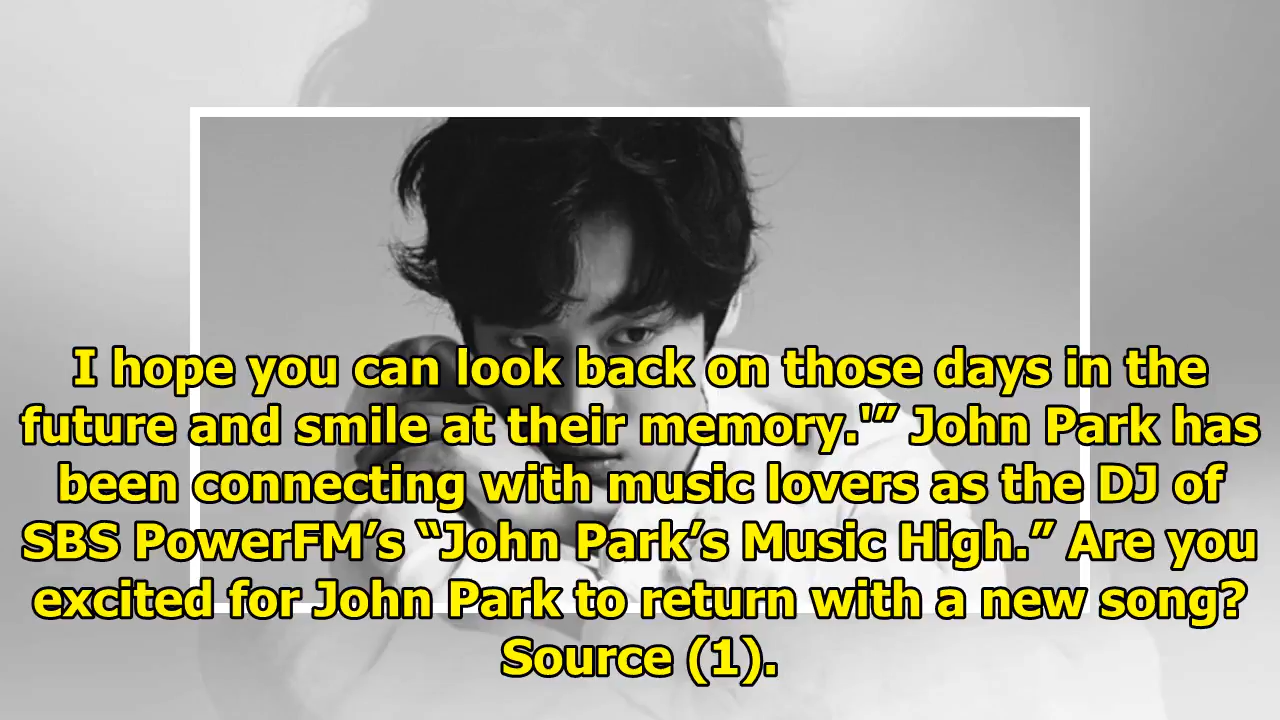 I hope you can look back on those days in the
future and smile at their memory.'” John Park has
been connecting with music lovers as the DJ of
SBS PowerFM’s “John Park’s Music High.” Are you
excited for John Park to return with a new song?
Source (1).